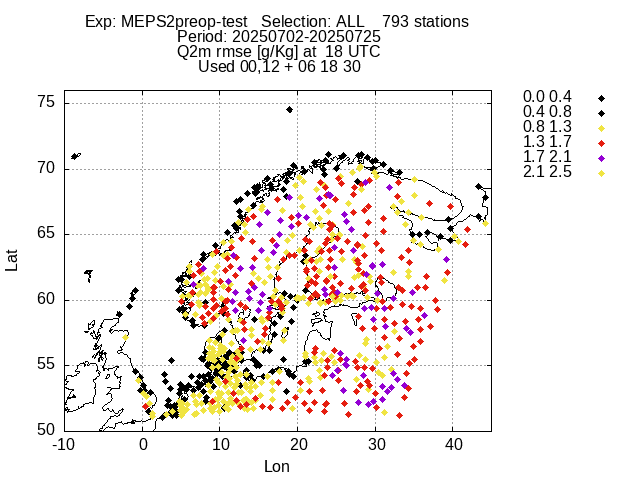 Exp: MEPS2preop-test   Selection: ALL    793 stations
Period: 20250702-20250725
Q2m rmse [g/Kg] at  18 UTC
Used 00,12 + 06 18 30
0.0 0.4
0.4 0.8
0.8 1.3
1.3 1.7
1.7 2.1
2.1 2.5
75
70
65
60
55
50
Lat
-10 0 10 20 30 40
Lon